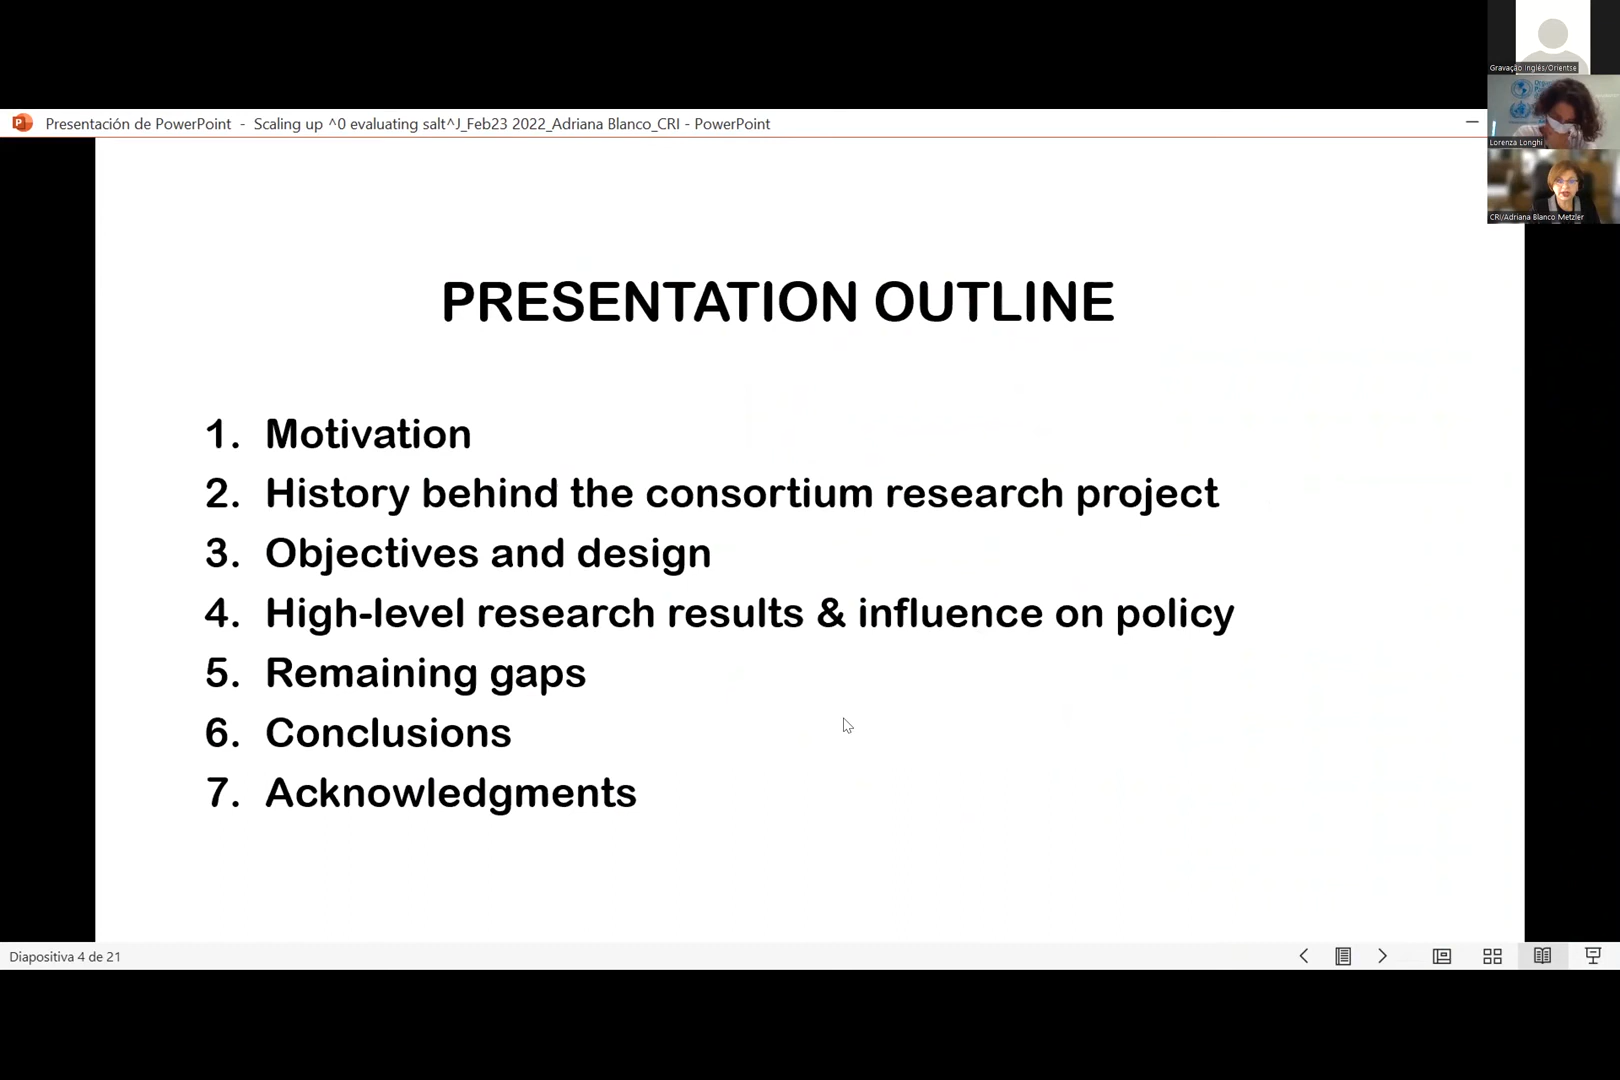 Gravação Inglês/Orientse
Lorenza Longhi
CRI/Adriana Blanco Metzler
Presentación de PowerPoint - Scaling up ^0 evaluating salt^J_Feb23 2022_Adriana Blanco_CRI - PowerPoint
PRESENTATION OUTLINE
1. Motivation
2. History behind the consortium research project
3. Objectives and design
4. High-level research results & influence on policy
5. Remaining gaps
6. Conclusions
7. Acknowledgments
Diapositiva 4 de 21